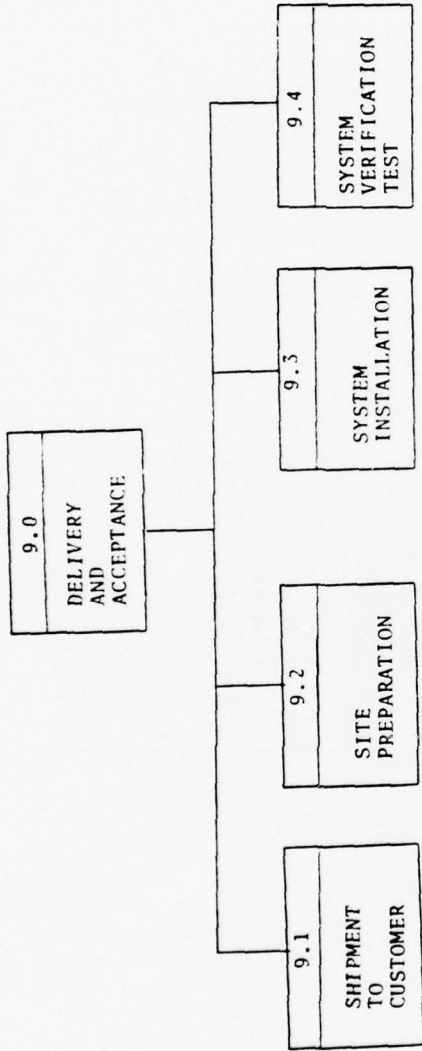 9.0
DELIVERY
AND
ACCEPTANCE
9.1
SHIPMENT
TO
CUSTOMER
9.2
SITE
PREPARATION
9.3
SYSTEM
INSTALLATION
9.4
SYSTEM
VERIFICATION
TEST